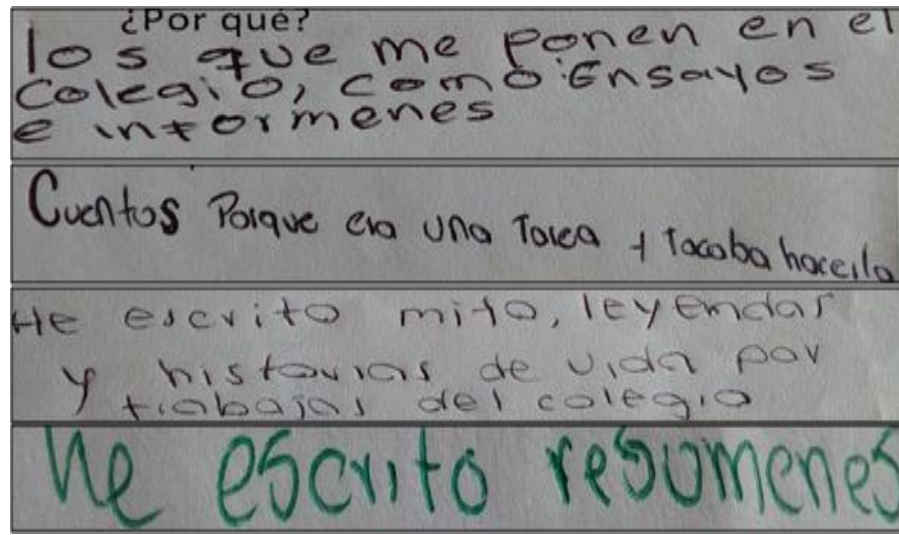 ¿Por qué?
los que me ponen en el
colegio, como Ensayos
e informenes
Cuentos Porque era una Tarea y Tocaba hacerla
He escrito mito, leyendas
y historias de vida por
trabajos del colegio
he escrito resumenes